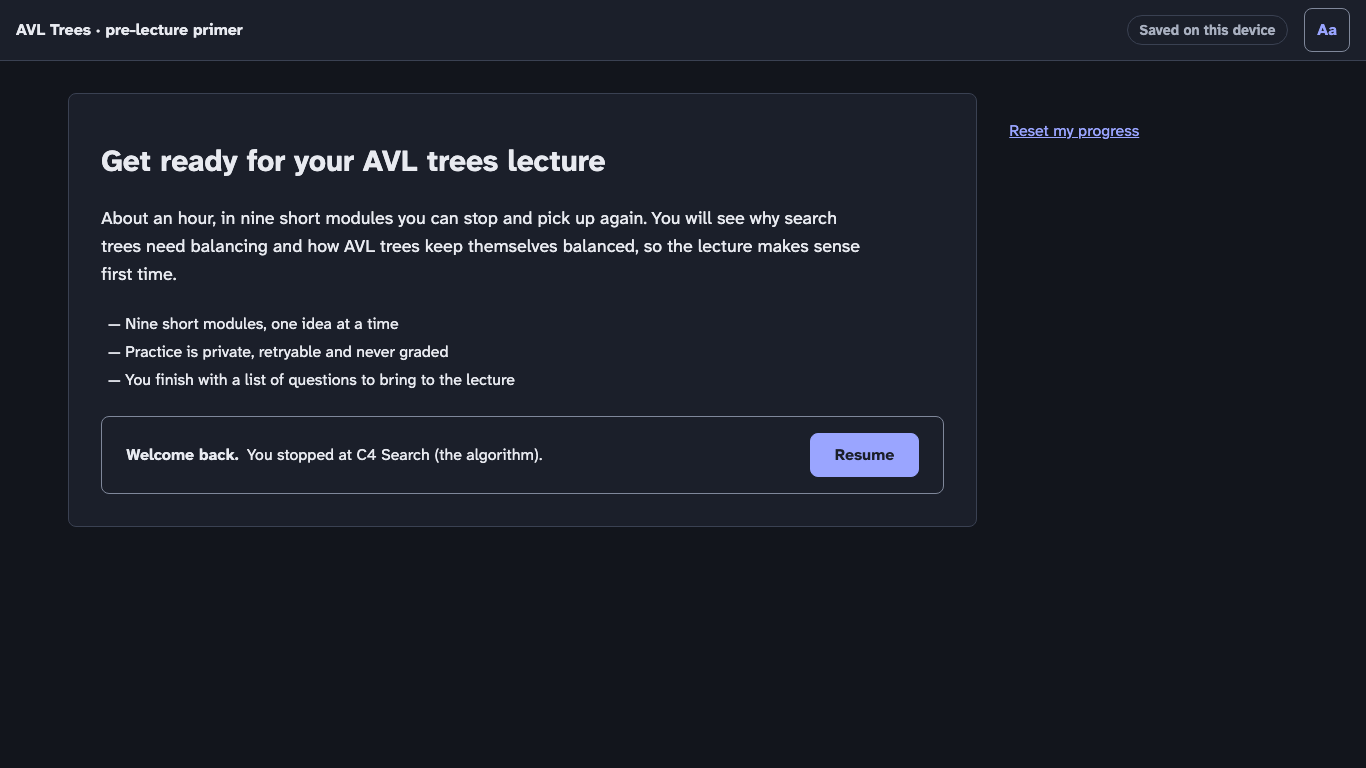 AVL Trees · pre-lecture primer
Saved on this device
Aa
Get ready for your AVL trees lecture
About an hour, in nine short modules you can stop and pick up again. You will see why search
trees need balancing and how AVL trees keep themselves balanced, so the lecture makes sense
first time.
— Nine short modules, one idea at a time
— Practice is private, retryable and never graded
— You finish with a list of questions to bring to the lecture
Welcome back. You stopped at C4 Search (the algorithm).
Resume
Reset my progress